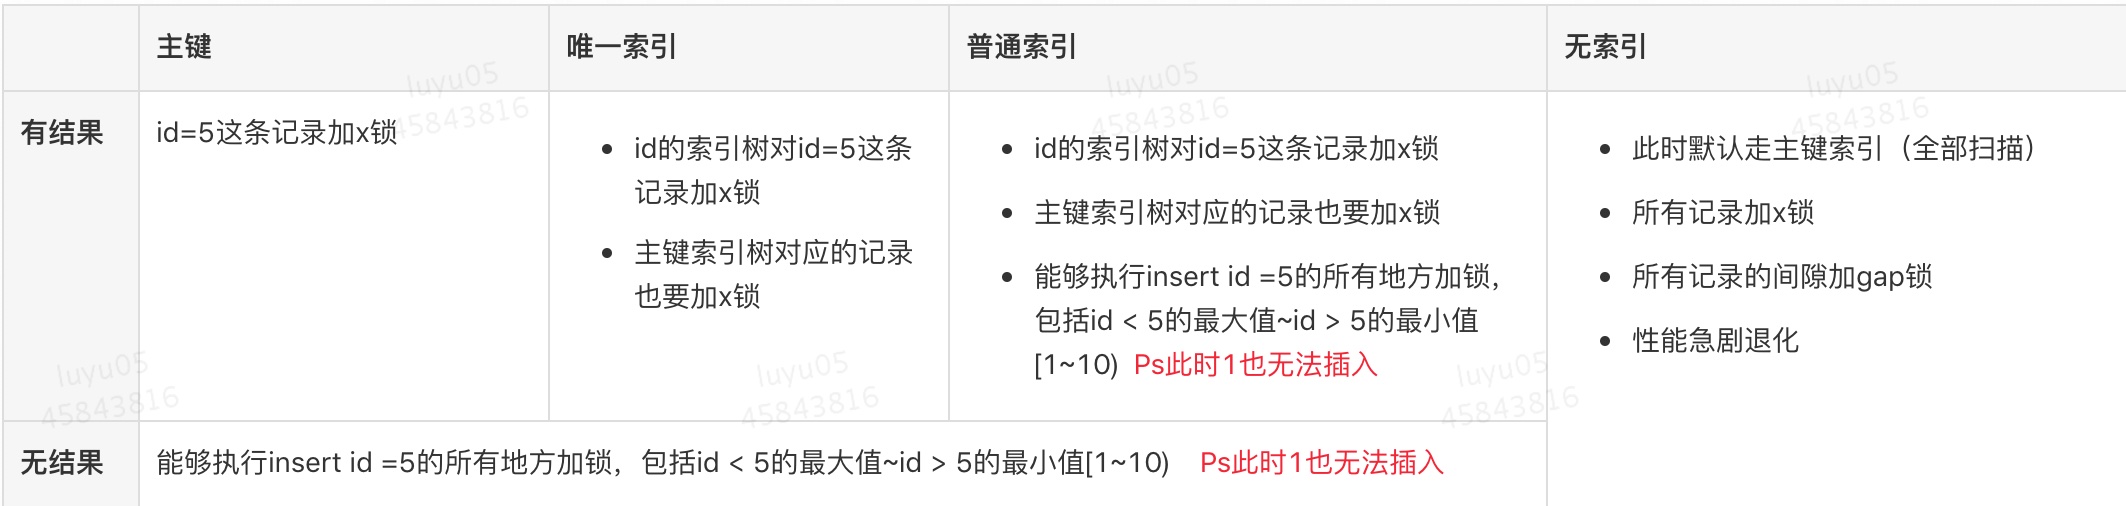 主键
唯一索引
普通索引
无索引
有结果
id=5这条记录加x锁
id的索引树对id=5这条
记录加x锁
主键索引树对应的记录
也要加x锁
id的索引树对id=5这条记录加x锁
主键索引树对应的记录也要加x锁
能够执行insert id =5的所有地方加锁，
包括id < 5的最大值~id > 5的最小值
[1~10) Ps此时1也无法插入
此时默认走主键索引（全部扫描）
所有记录加x锁
所有记录的间隙加gap锁
性能急剧退化
无结果
能够执行insert id =5的所有地方加锁，包括id < 5的最大值~id > 5的最小值[1~10) Ps此时1也无法插入
luyu05
45843816
luyu05
45843816
luyu05
45843816
luyu05
45843816
luyu05
45843816
luyu05
45843816